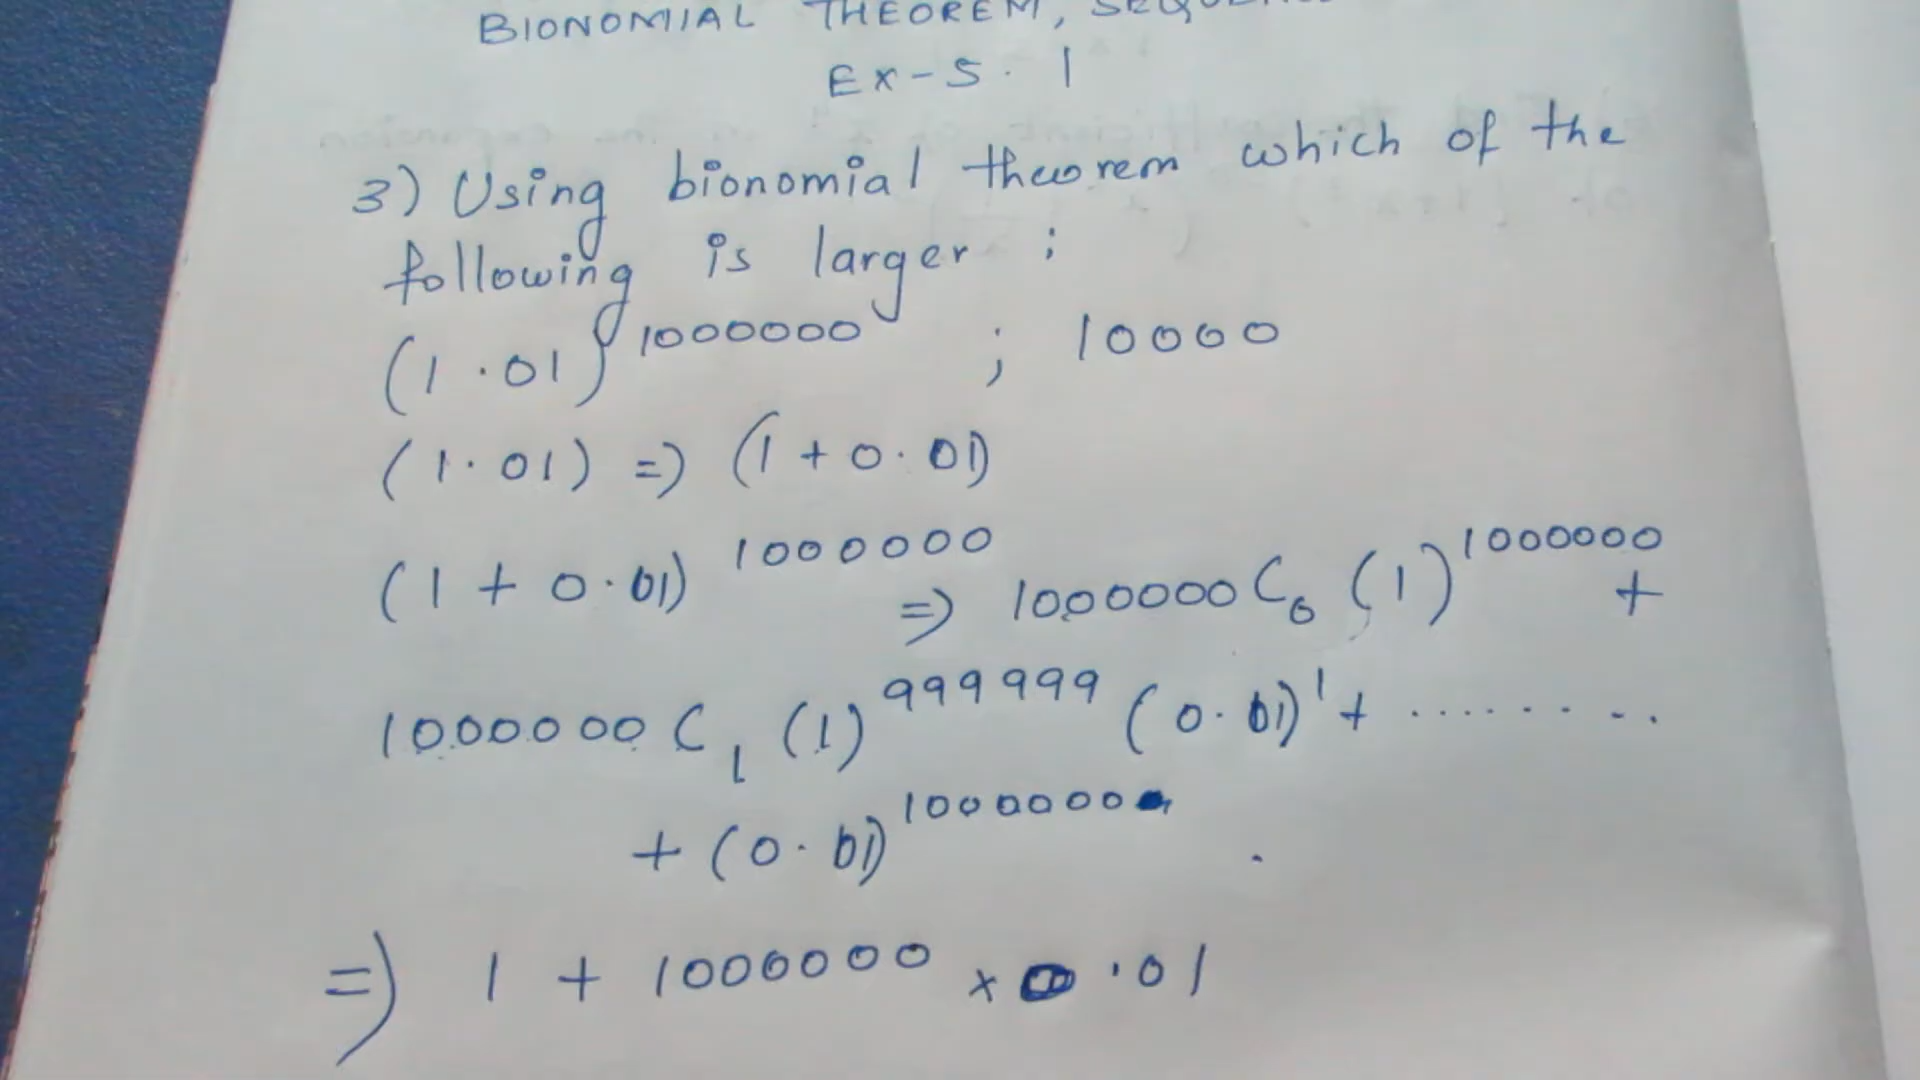 BIONOMIAL THEOREM,
Ex-5.1
3) Using bionomial theorem which of the
following is larger :
(1.01)^1000000 ; 10000
(1.01) => (1+0.01)
(1+0.01)^1000000 => 1000000C₀ (1)^1000000 +
1000000C₁ (1)^999999 (0.01)^1 + .........
+ (0.01)^1000000 .
=> 1 + 1000000 × 0.01